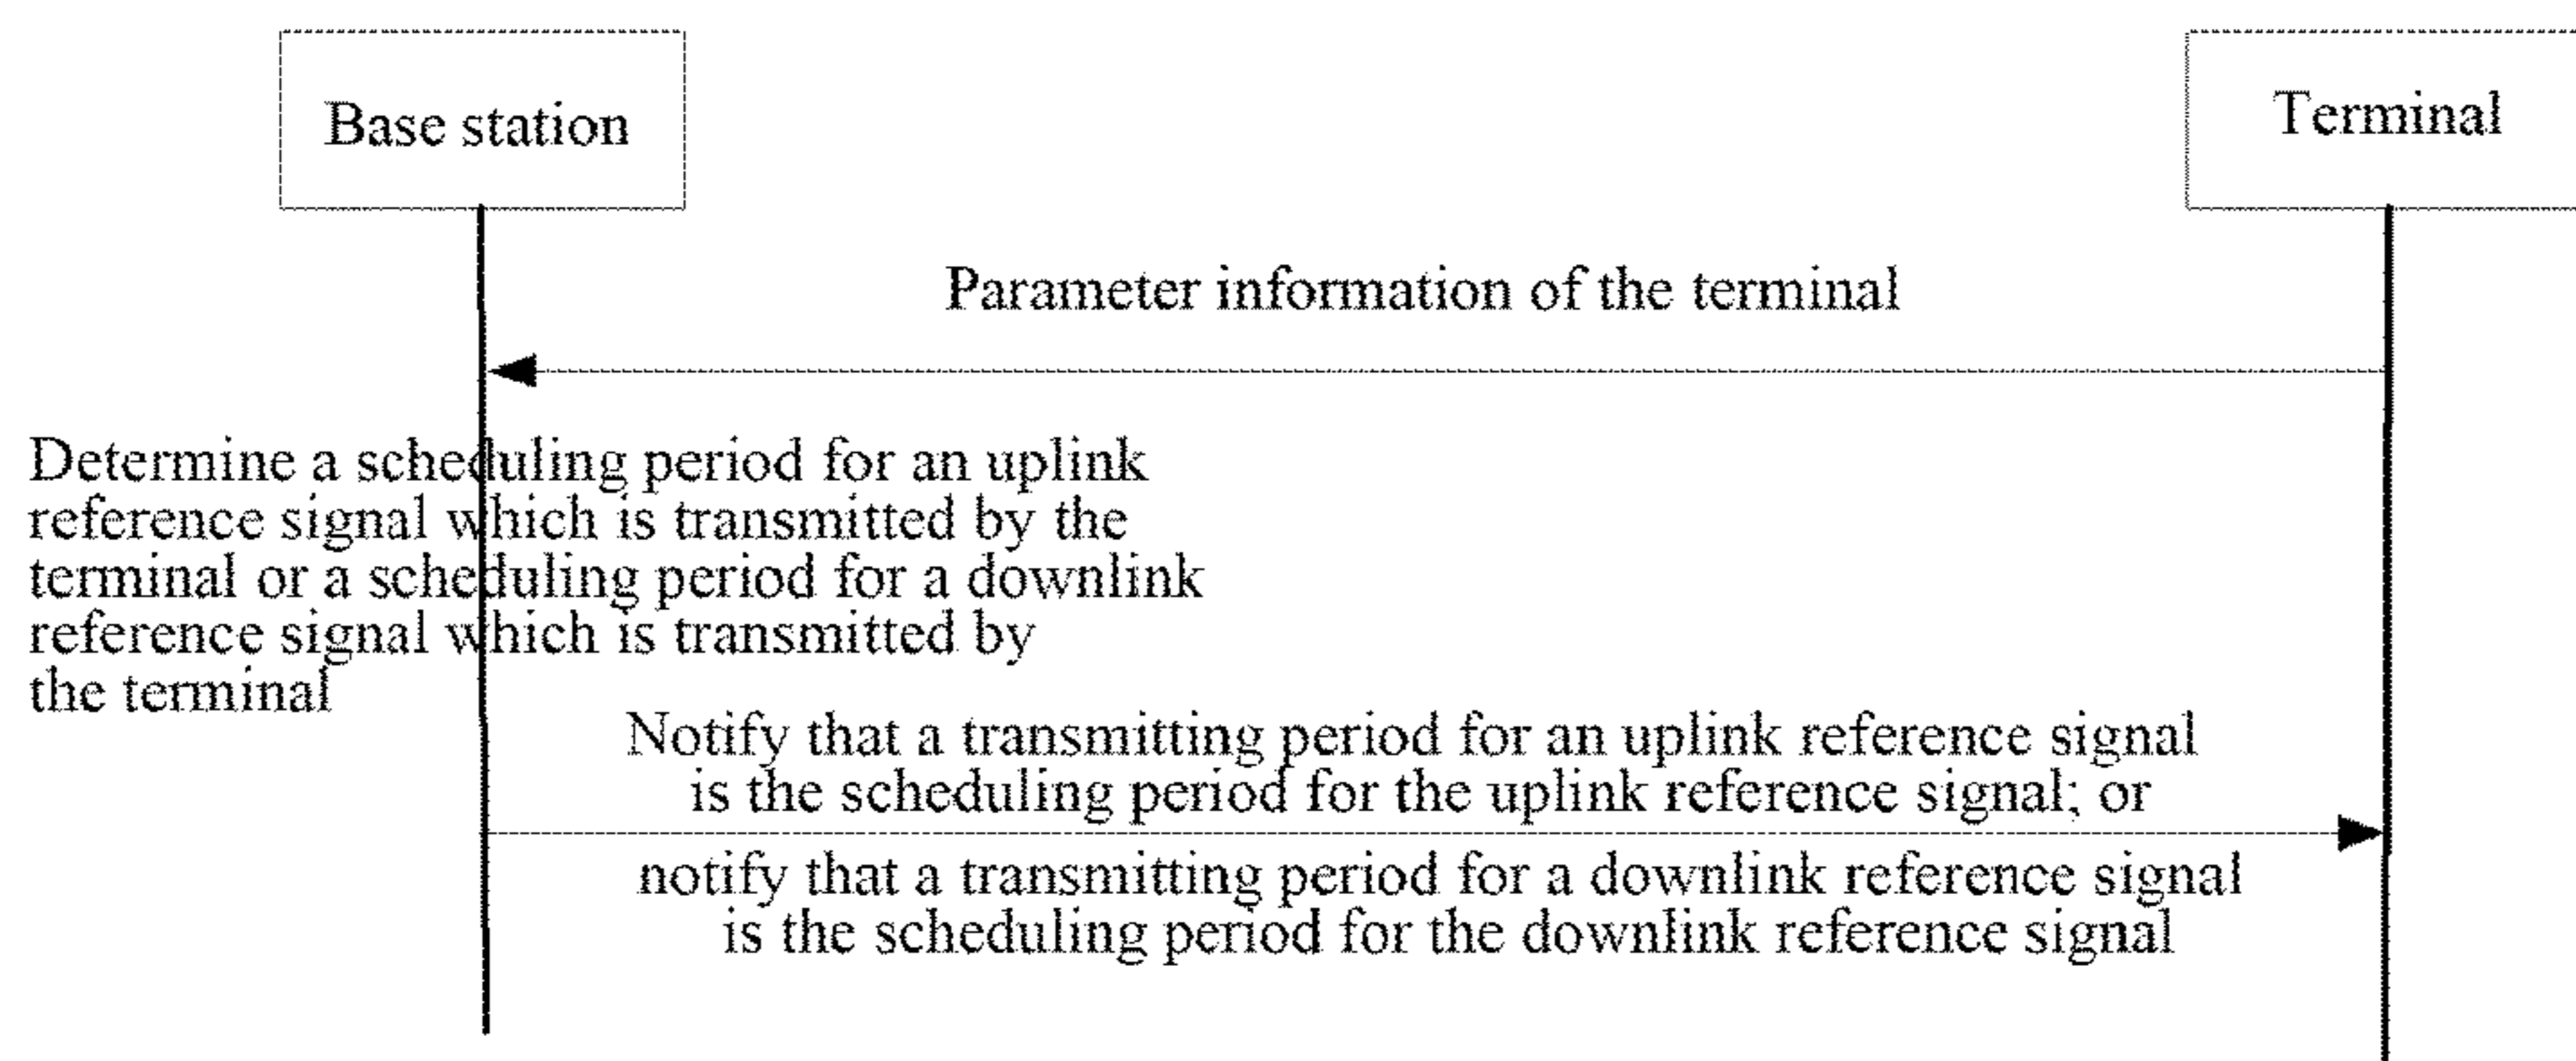 Base station
Terminal
Parameter information of the terminal
Determine a scheduling period for an uplink
reference signal which is transmitted by the
terminal or a scheduling period for a downlink
reference signal which is transmitted by
the terminal
Notify that a transmitting period for an uplink reference signal
is the scheduling period for the uplink reference signal; or
notify that a transmitting period for a downlink reference signal
is the scheduling period for the downlink reference signal